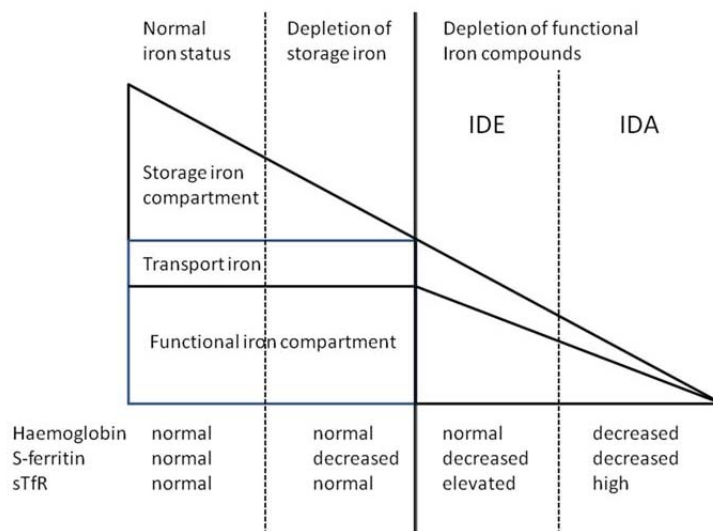 Normal
iron status
Depletion of
storage iron
Depletion of functional
Iron compounds
IDE
IDA
Storage iron
compartment
Transport iron
Functional iron compartment
Haemoglobin normal normal normal decreased
S-ferritin normal decreased decreased decreased
sTfR normal normal elevated high